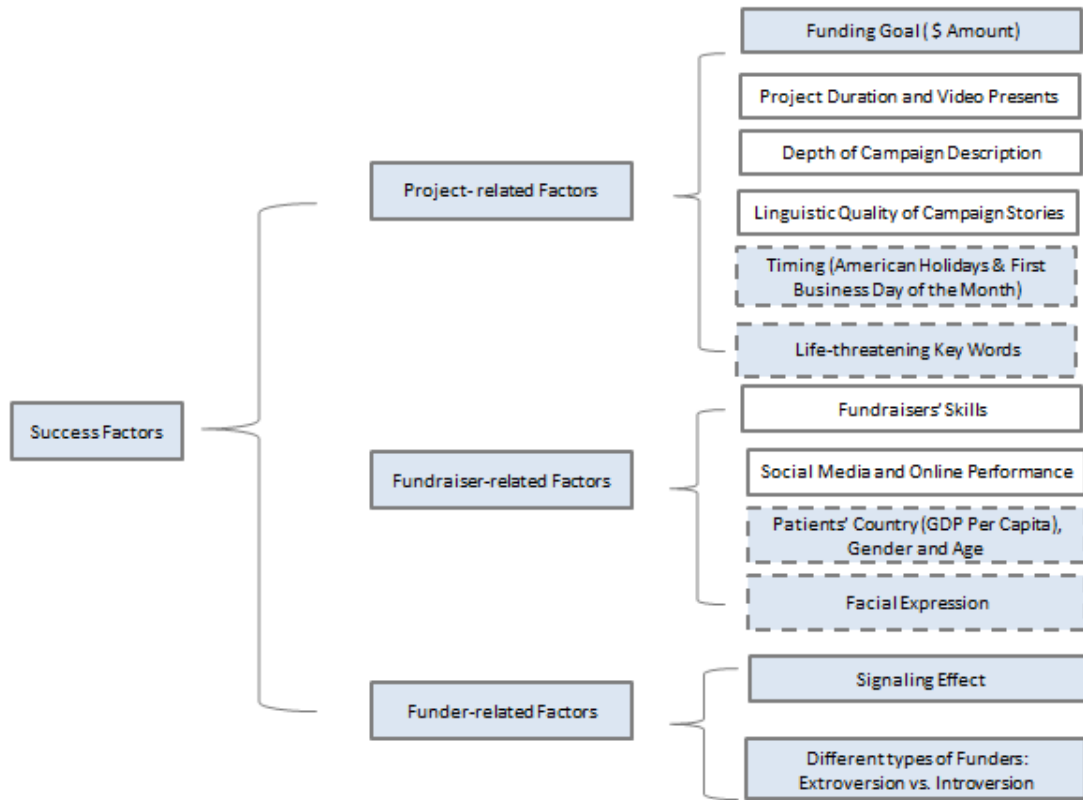 Funding Goal ( $ Amount)
Project Duration and Video Presents
Depth of Campaign Description
Project- related Factors
Linguistic Quality of Campaign Stories
Timing (American Holidays & First
Business Day of the Month)
Life-threatening Key Words
Success Factors
Fundraisers' Skills
Fundraiser-related Factors
Social Media and Online Performance
Patients' Country (GDP Per Capita),
Gender and Age
Facial Expression
Signaling Effect
Funder-related Factors
Different types of Funders:
Extroversion vs. Introversion